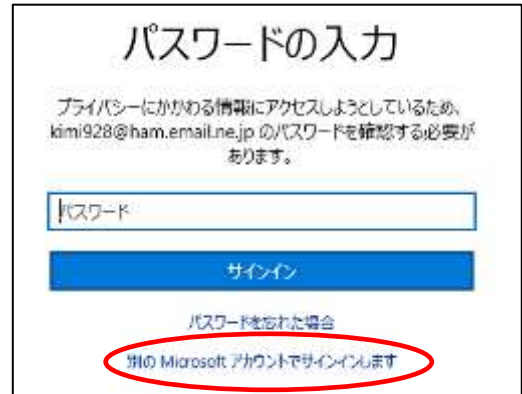 パスワードの入力
プライバシーにかかわる情報にアクセスしようとしているため、
kimi928@ham.email.ne.jp のパスワードを確認する必要が
あります。
パスワード
サインイン
パスワードを忘れた場合
別の Microsoft アカウントでサインインします